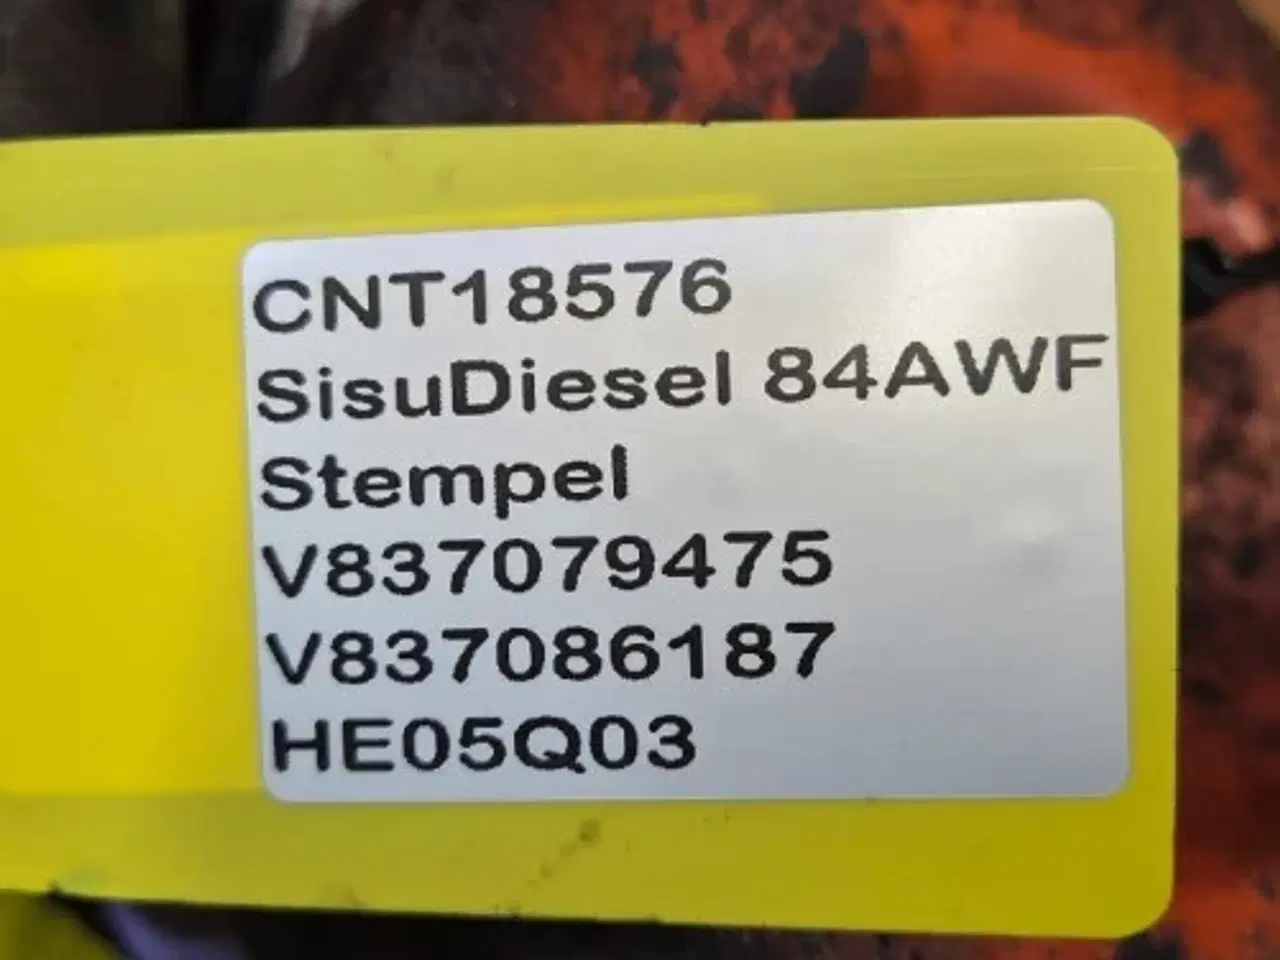 CNT18576
SisuDiesel 84AWF
Stempel
V837079475
V837086187
HE05Q03